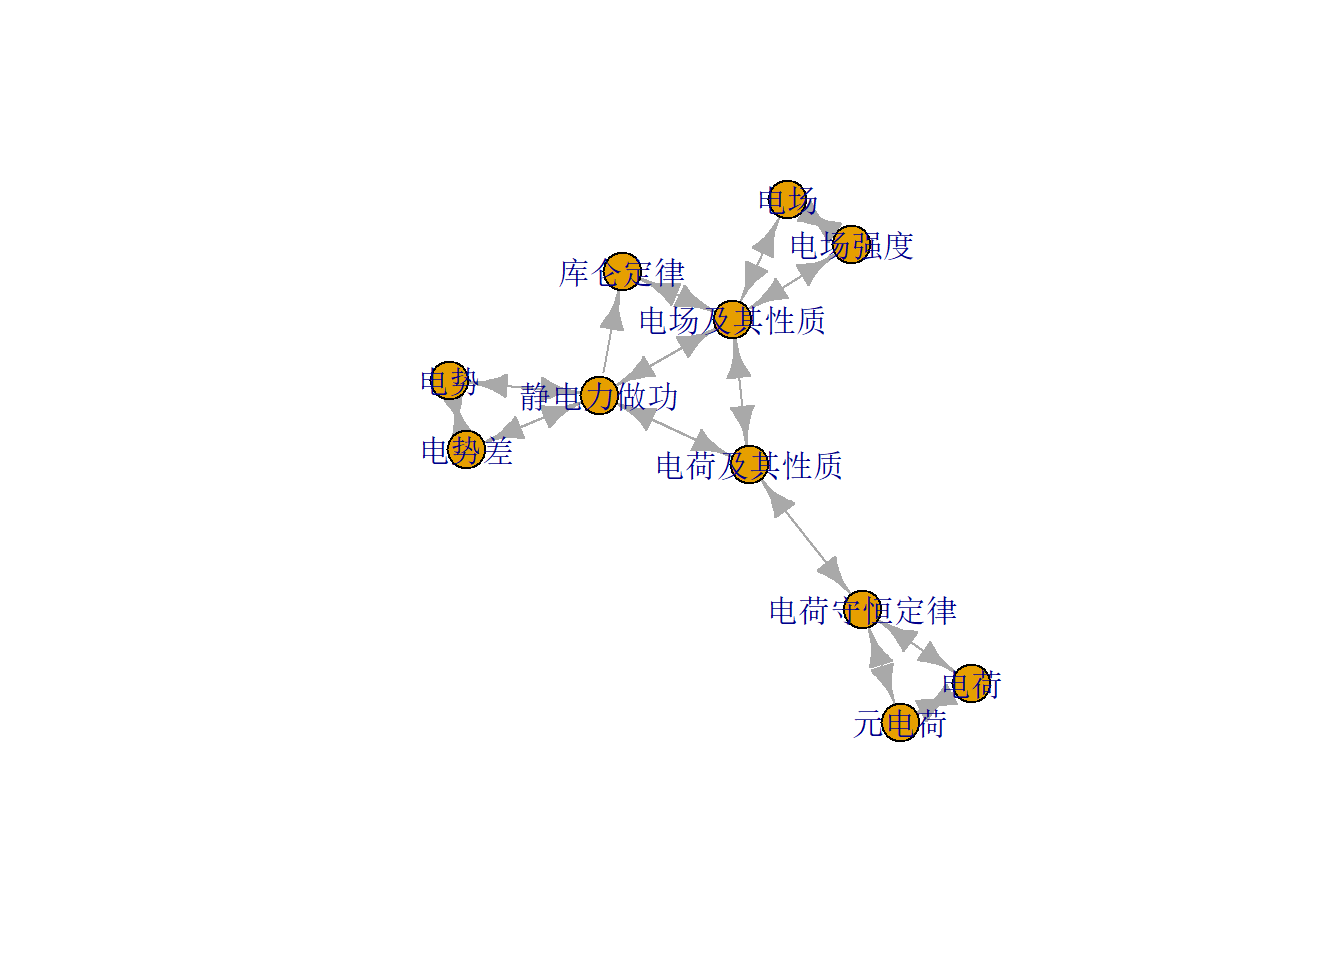 电场
电场强度
库仑定律
电场及其性质
电势
静电力做功
电势差
电荷及其性质
电荷守恒定律
电荷
元电荷